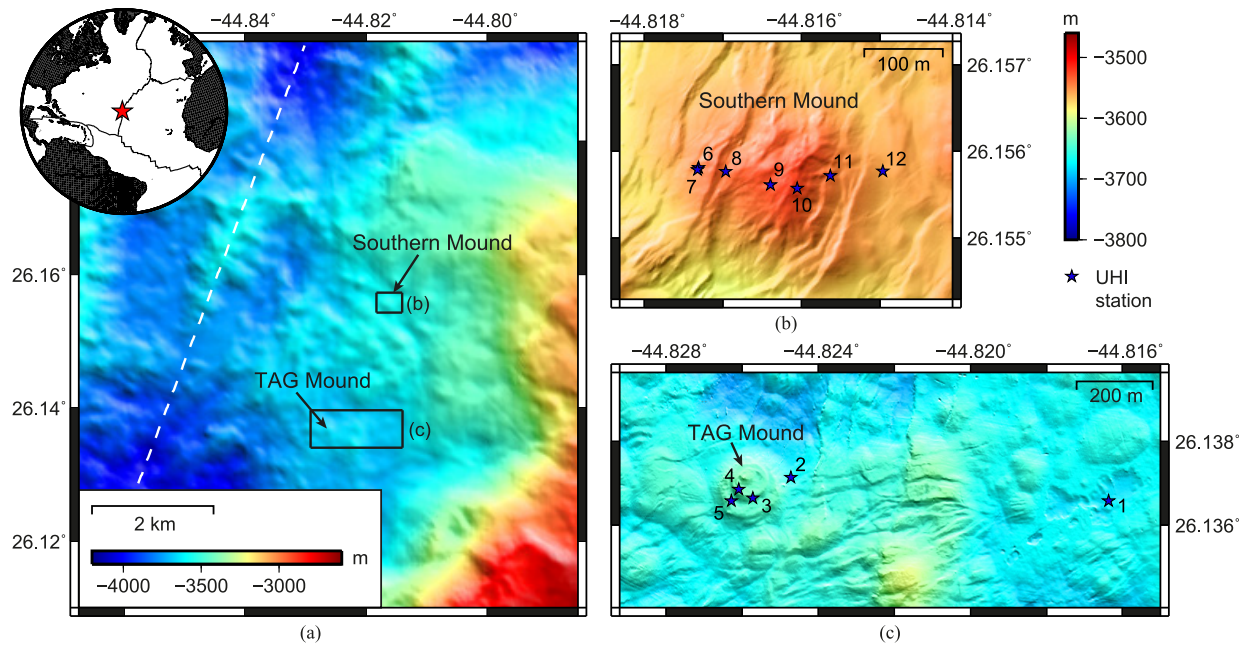 −44.84 −44.82 −44.80
26.16°
26.14°
26.12°
Southern Mound
(b)
TAG Mound
(c)
2 km
m
−4000 −3500 −3000
(a)
−44.818° −44.816° −44.814°
100 m
26.157°
26.156°
26.155°
Southern Mound
6
7
8
9
10
11
12
(b)
m
−3500
−3600
−3700
−3800
UHI
station
−44.828° −44.824° −44.820° −44.816°
200 m
26.138°
26.136°
TAG Mound
2
4
3
5
1
(c)